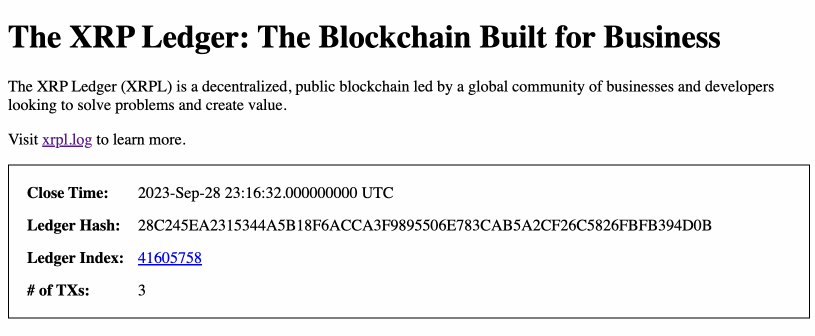 The XRP Ledger: The Blockchain Built for Business
The XRP Ledger (XRPL) is a decentralized, public blockchain led by a global community of businesses and developers
looking to solve problems and create value.
Visit xrpl.log to learn more.
Close Time: 2023-Sep-28 23:16:32.000000000 UTC
Ledger Hash: 28C245EA2315344A5B18F6ACCA3F9895506E783CAB5A2CF26C5826FBFB394D0B
Ledger Index: 41605758
# of TXs: 3